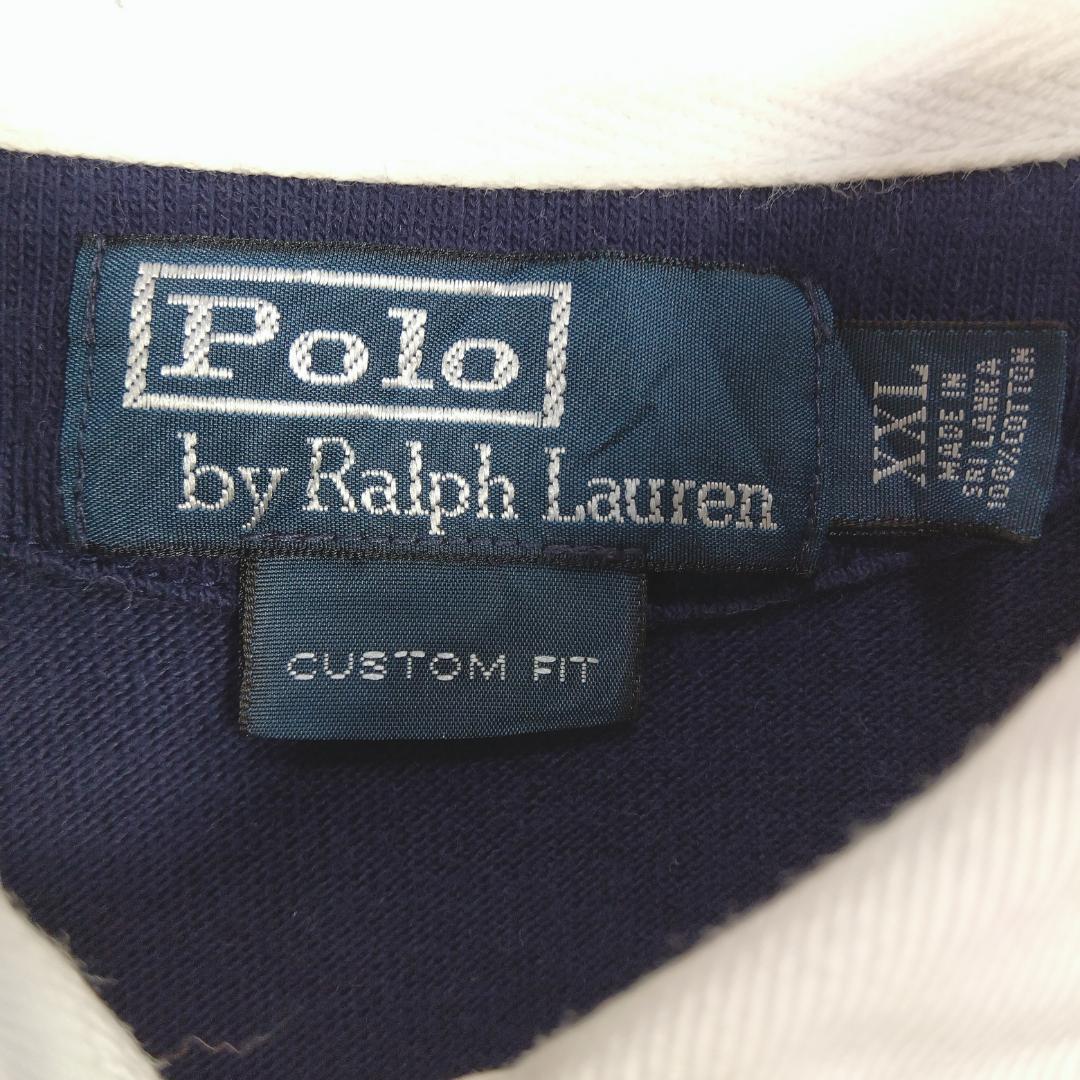 Polo
by Ralph Lauren
CUSTOM FIT
XXL
MADE IN
SRI LANKA
100%COTTON